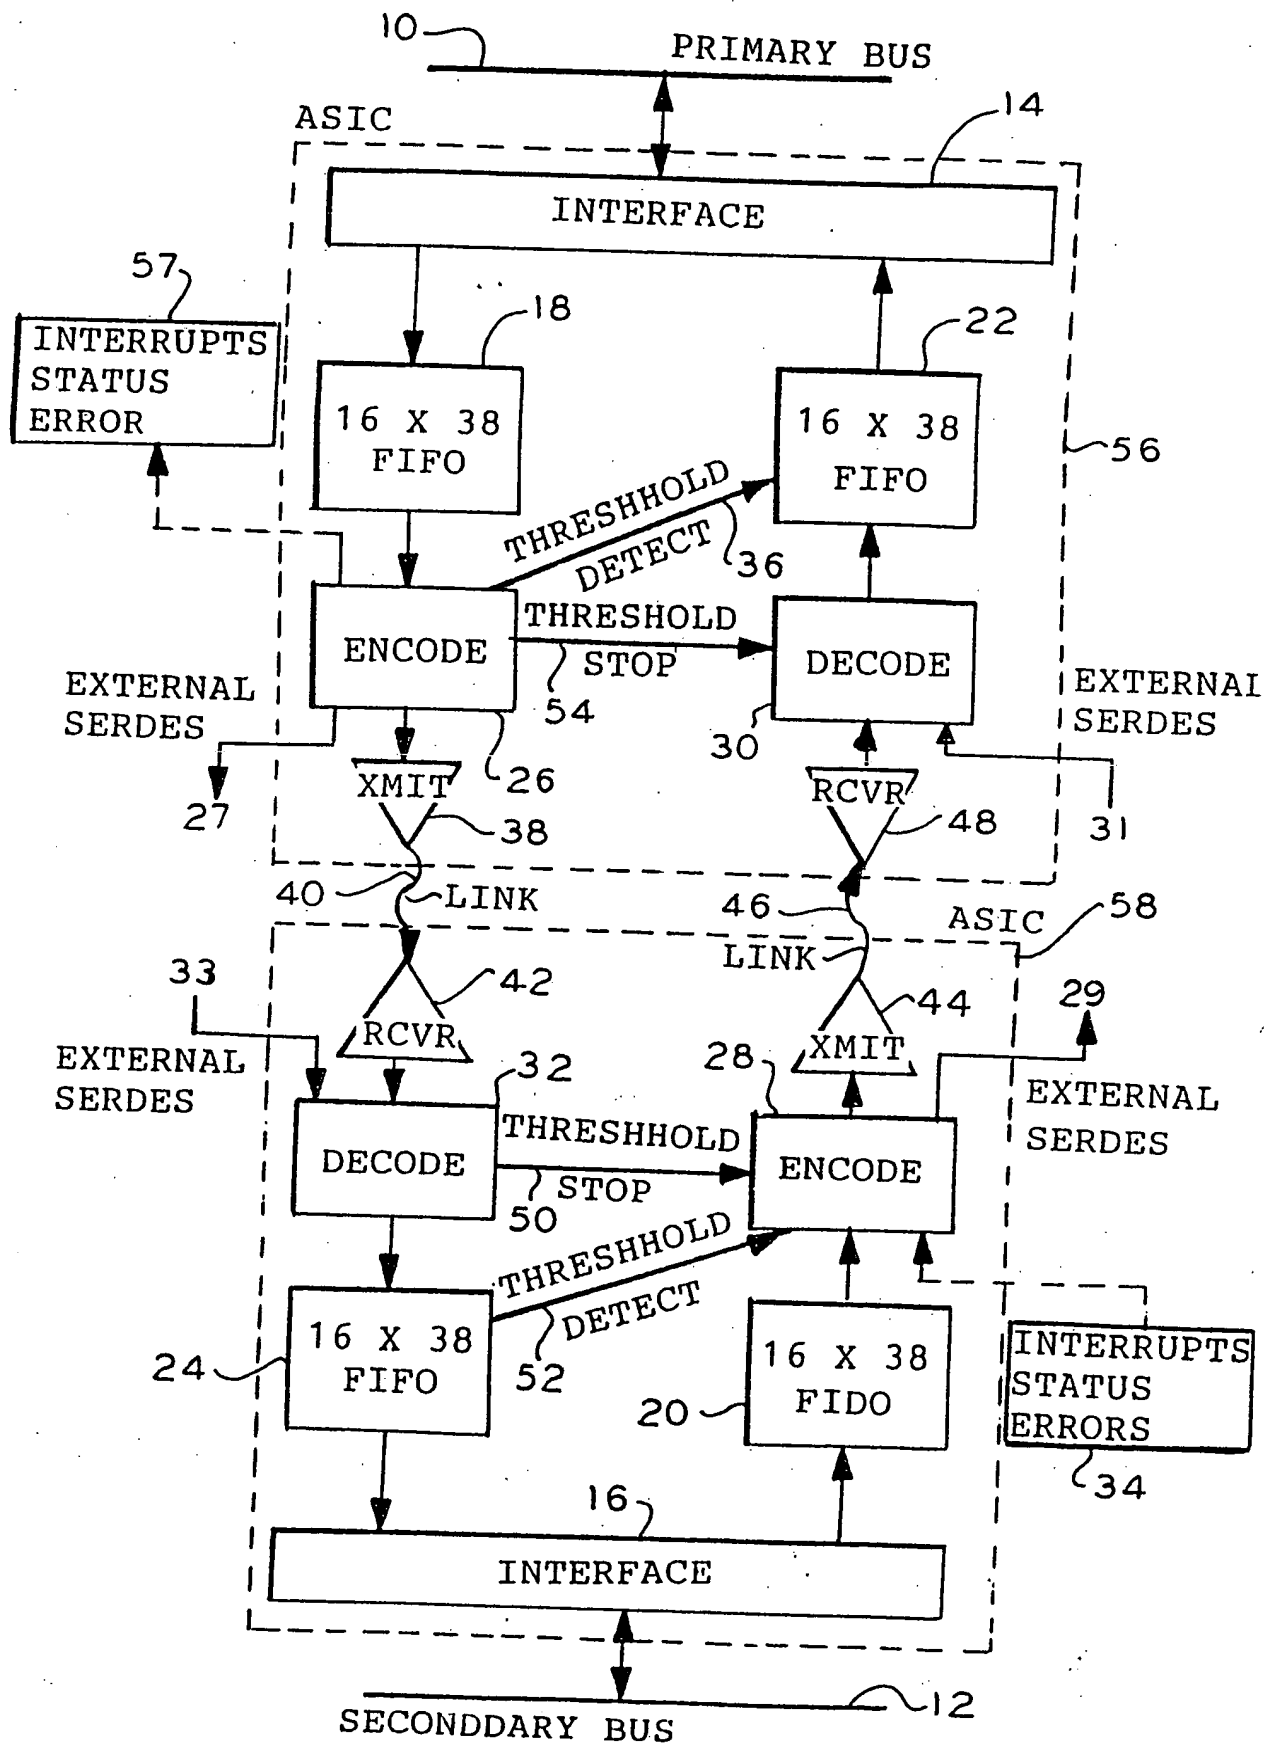 10
PRIMARY BUS
ASIC
14
INTERFACE
57
INTERRUPTS
STATUS
ERROR
18
22
16 X 38
FIFO
16 X 38
FIFO
56
THRESHHOLD
DETECT
36
ENCODE
THRESHOLD
STOP
54
DECODE
30
EXTERNAL
SERDES
27
EXTERNAL
SERDES
31
XMIT
26
38
RCVR
48
40
LINK
46
LINK
ASIC
58
33
EXTERNAL
SERDES
42
RCVR
44
XMIT
29
EXTERNAL
SERDES
32
28
DECODE
THRESHHOLD
STOP
50
ENCODE
THRESHHOLD
DETECT
52
16 X 38
FIFO
24
16 X 38
FIDO
20
INTERRUPTS
STATUS
ERRORS
34
16
INTERFACE
12
SECONDDARY BUS